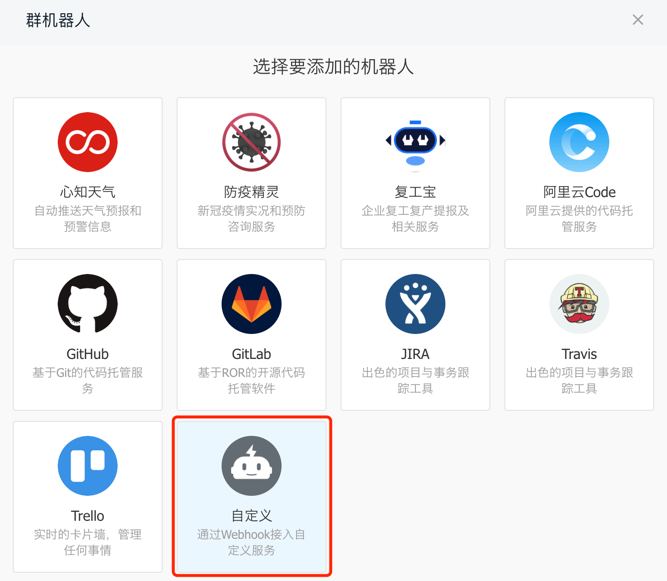 群机器人
选择要添加的机器人
心知天气
自动推送天气预报和
预警信息
防疫精灵
新冠疫情实况和预防
咨询服务
复工宝
企业复工复产提报及
相关服务
阿里云Code
阿里云提供的代码托
管服务
GitHub
基于Git的代码托管服
务
GitLab
基于ROR的开源代码
托管软件
JIRA
出色的项目与事务跟
踪工具
Travis
出色的项目与事务跟
踪工具
Trello
实时的卡片墙，管理
任何事情
自定义
通过Webhook接入自
定义服务